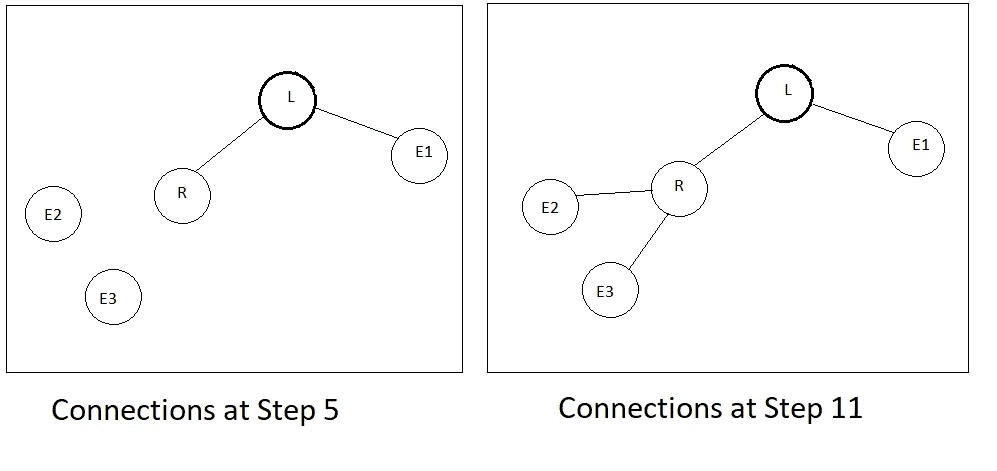 L
E1
R
E2
E3
Connections at Step 5
L
E1
R
E2
E3
Connections at Step 11